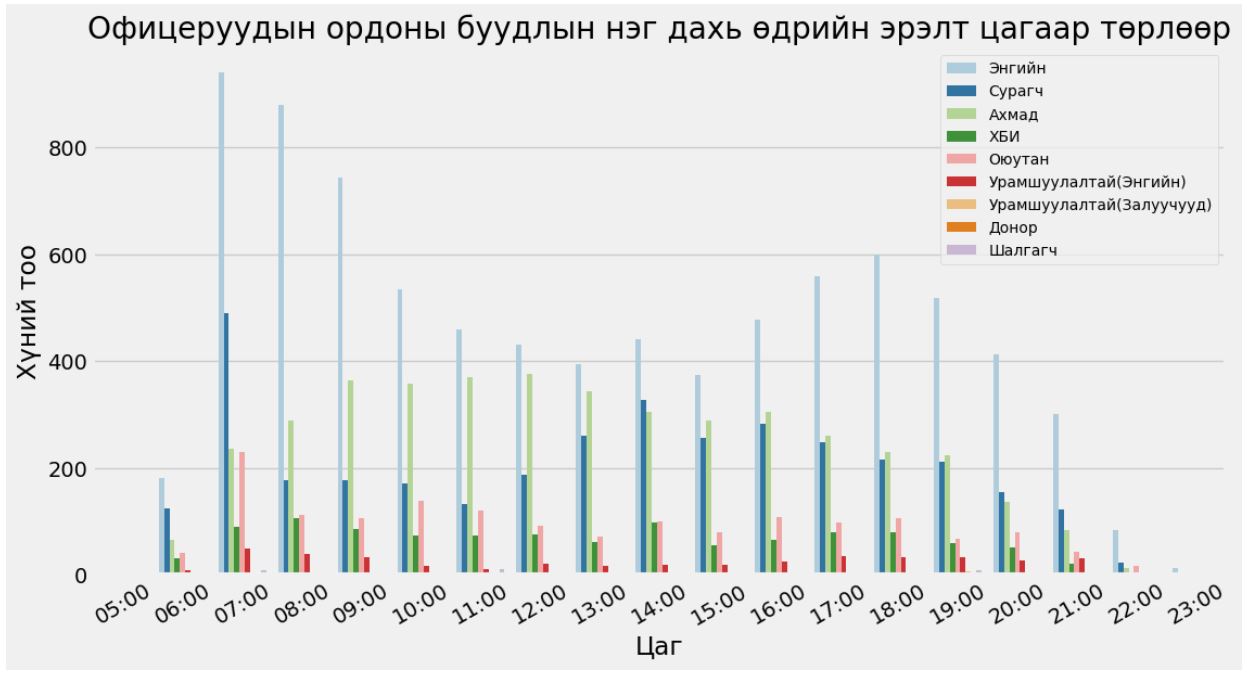 Офицеруудын ордоны буудлын нэг дахь өдрийн эрэлт цагаар төрлөөр
Энгийн
Сурагч
Ахмад
ХБИ
Оюутан
Урамшуулалтай(Энгийн)
Урамшуулалтай(Залуучууд)
Донор
Шалгагч
Хүний тоо
800
600
400
200
0
05:00 06:00 07:00 08:00 09:00 10:00 11:00 12:00 13:00 14:00 15:00 16:00 17:00 18:00 19:00 20:00 21:00 22:00 23:00
Цаг